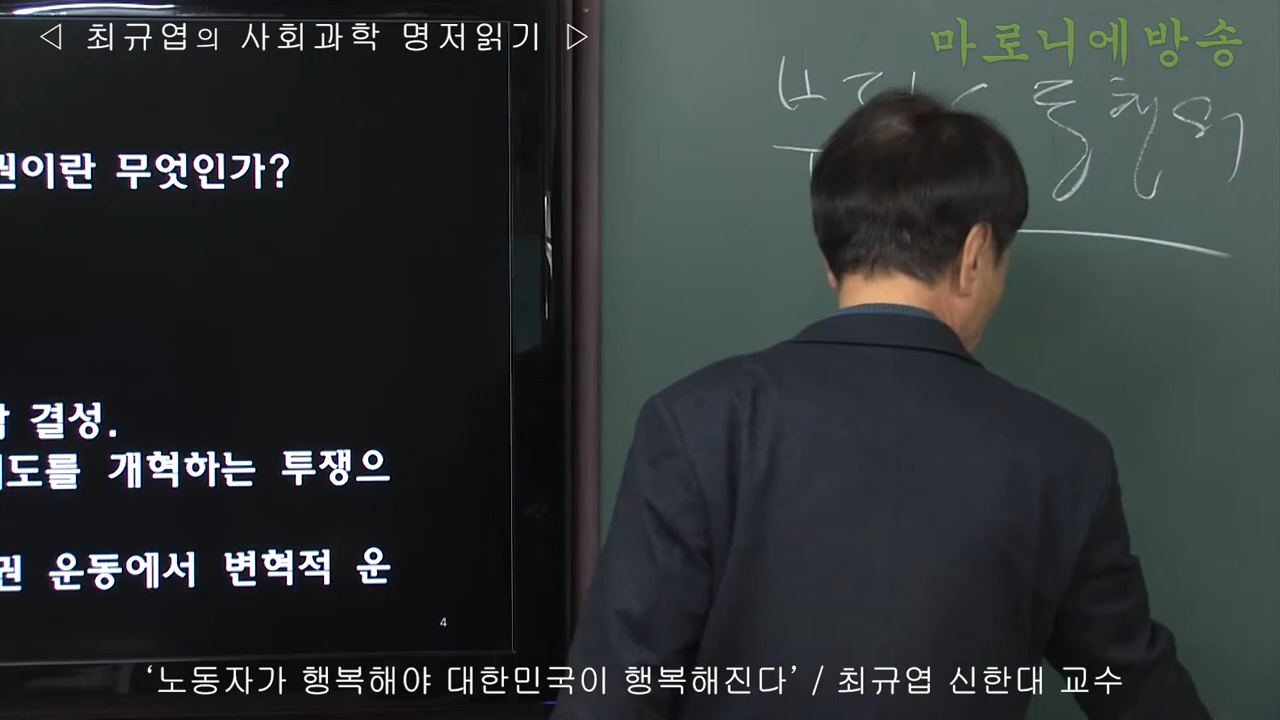 ◁ 최규엽의 사회과학 명저읽기 ▷
마로니에방송
권이란 무엇인가?
결성.
제도를 개혁하는 투쟁으
권 운동에서 변혁적 운
4
‘노동자가 행복해야 대한민국이 행복해진다’ / 최규엽 신한대 교수